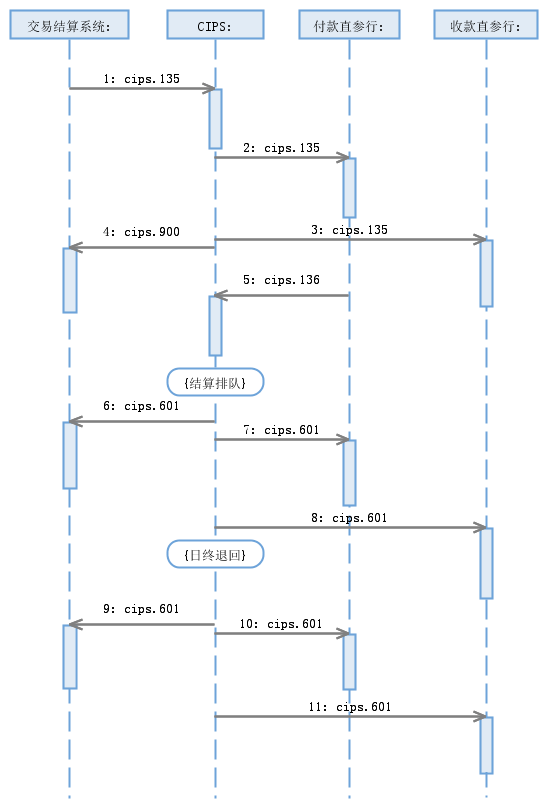 交易结算系统:
CIPS:
付款直参行:
收款直参行:
1: cips.135
2: cips.135
3: cips.135
4: cips.900
5: cips.136
{结算排队}
6: cips.601
7: cips.601
8: cips.601
{日终退回}
9: cips.601
10: cips.601
11: cips.601